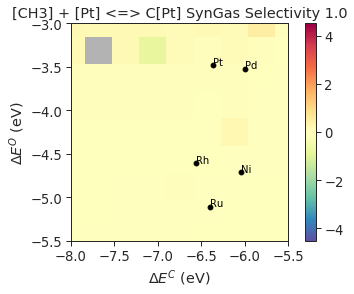 [CH3] + [Pt] <=> C[Pt] SynGas Selectivity 1.0
−3.0
−3.5
−4.0
−4.5
−5.0
−5.5
ΔE^O (eV)
Pt
Pd
Rh
Ni
Ru
−8.0 −7.5 −7.0 −6.5 −6.0 −5.5
ΔE^C (eV)
4
2
0
−2
−4